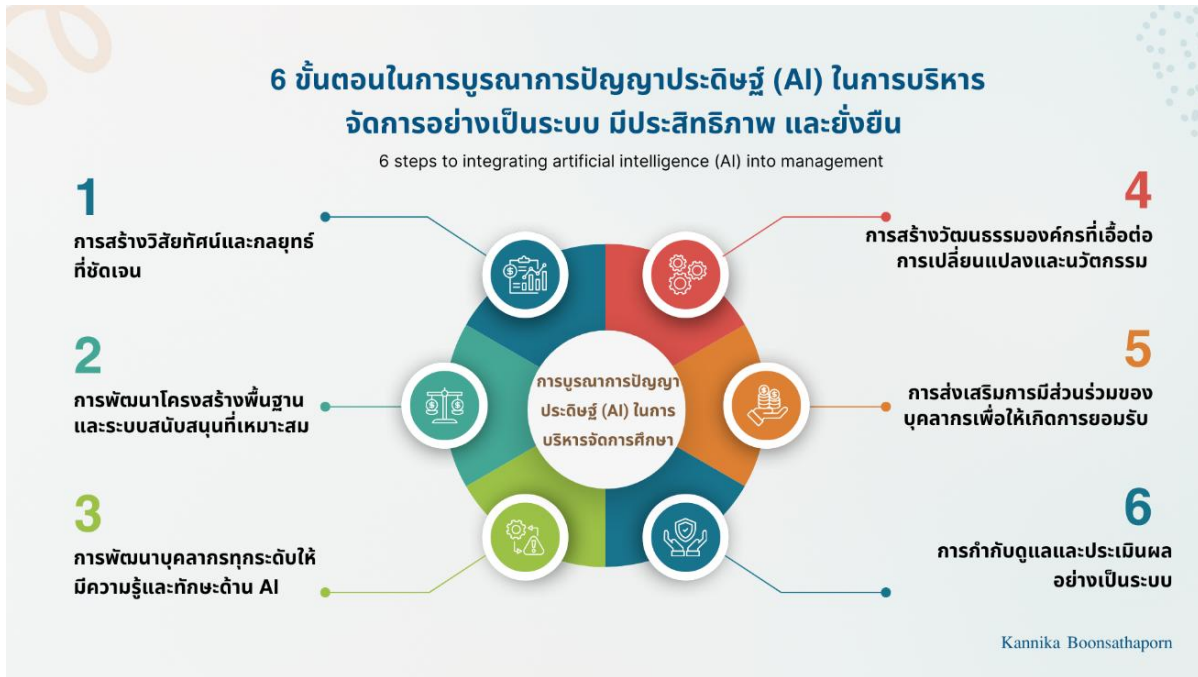 6 ขั้นตอนในการบูรณาการปัญญาประดิษฐ์ (AI) ในการบริหาร
จัดการอย่างเป็นระบบ มีประสิทธิภาพ และยั่งยืน
6 steps to integrating artificial intelligence (AI) into management
1
การสร้างวิสัยทัศน์และกลยุทธ์
ที่ชัดเจน
2
การพัฒนาโครงสร้างพื้นฐาน
และระบบสนับสนุนที่เหมาะสม
3
การพัฒนาบุคลากรทุกระดับให้
มีความรู้และทักษะด้าน AI
การบูรณาการปัญญา
ประดิษฐ์ (AI) ในการ
บริหารจัดการศึกษา
4
การสร้างวัฒนธรรมองค์กรที่เอื้อต่อ
การเปลี่ยนแปลงและนวัตกรรม
5
การส่งเสริมการมีส่วนร่วมของ
บุคลากรเพื่อให้เกิดการยอมรับ
6
การกำกับดูแลและประเมินผล
อย่างเป็นระบบ
Kannika Boonsathaporn